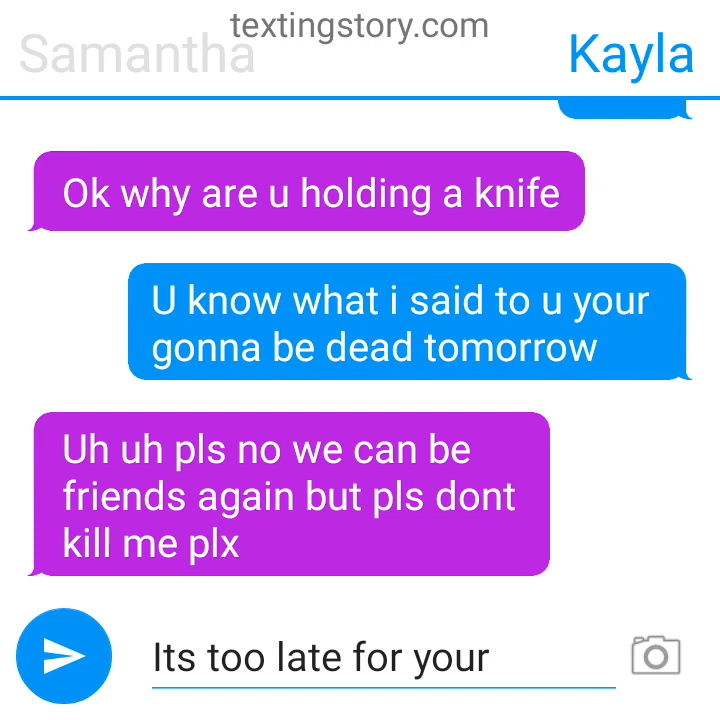 textingstory.com
Samantha
Kayla
Ok why are u holding a knife
U know what i said to u your
gonna be dead tomorrow
Uh uh pls no we can be
friends again but pls dont
kill me plx
Its too late for your